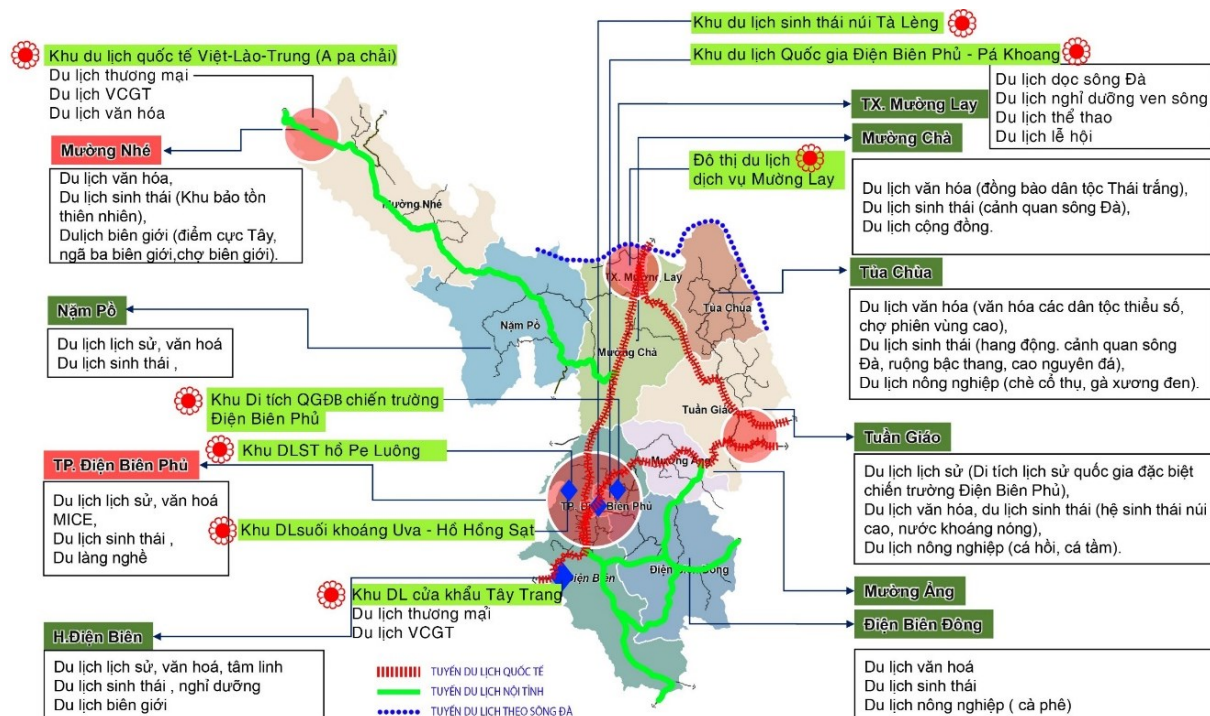 Khu du lịch quốc tế Việt-Lào-Trung (A pa chải)
Du lịch thương mại
Du lịch VCGT
Du lịch văn hóa
Mường Nhé
Du lịch văn hóa,
Du lịch sinh thái (Khu bảo tồn
thiên nhiên),
Dulịch biên giới (điểm cực Tây,
ngã ba biên giới,chợ biên giới).
Nặm Pồ
Du lịch lịch sử, văn hoá
Du lịch sinh thái ,
Khu Di tích QGĐB chiến trường
Điện Biên Phủ
Khu DLST hồ Pe Luông
TP. Điện Biên Phủ
Du lịch lịch sử, văn hoá
MICE,
Du lịch sinh thái ,
Du làng nghề
Khu DLsuối khoáng Uva - Hồ Hồng Sạt
Khu DL cửa khẩu Tây Trang
Du lịch thương mại
Du lịch VCGT
H.Điện Biên
Du lịch lịch sử, văn hoá, tâm linh
Du lịch sinh thái , nghỉ dưỡng
Du lịch biên giới
Khu du lịch sinh thái núi Tà Lèng
Khu du lịch Quốc gia Điện Biên Phủ - Pá Khoang
TX. Mường Lay
Du lịch dọc sông Đà
Du lịch nghỉ dưỡng ven sông
Du lịch thể thao
Du lịch lễ hội
Mường Chà
Đô thị du lịch
dịch vụ Mường Lay
Du lịch văn hóa (đồng bào dân tộc Thái trắng),
Du lịch sinh thái (cảnh quan sông Đà),
Du lịch cộng đồng.
Tủa Chùa
Du lịch văn hóa (văn hóa các dân tộc thiểu số,
chợ phiên vùng cao),
Du lịch sinh thái (hang động. cảnh quan sông
Đà, ruộng bậc thang, cao nguyên đá),
Du lịch nông nghiệp (chè cổ thụ, gà xương đen).
Tuần Giáo
Du lịch lịch sử (Di tích lịch sử quốc gia đặc biệt
chiến trường Điện Biên Phủ),
Du lịch văn hóa, du lịch sinh thái (hệ sinh thái núi
cao, nước khoáng nóng),
Du lịch nông nghiệp (cá hồi, cá tầm).
Mường Ảng
Điện Biên Đông
Du lịch văn hoá
Du lịch sinh thái
Du lịch nông nghiệp ( cà phê)
Mường Nhé
Nặm Pồ
TX. Mường Lay
Tủa Chùa
Mường Chà
Tuần Giáo
Mường
TP. Biên Phủ
Điện
Điện Biên
TUYẾN DU LỊCH QUỐC TẾ
TUYẾN DU LỊCH NỘI TỈNH
TUYẾN DU LỊCH THEO SÔNG ĐÀ